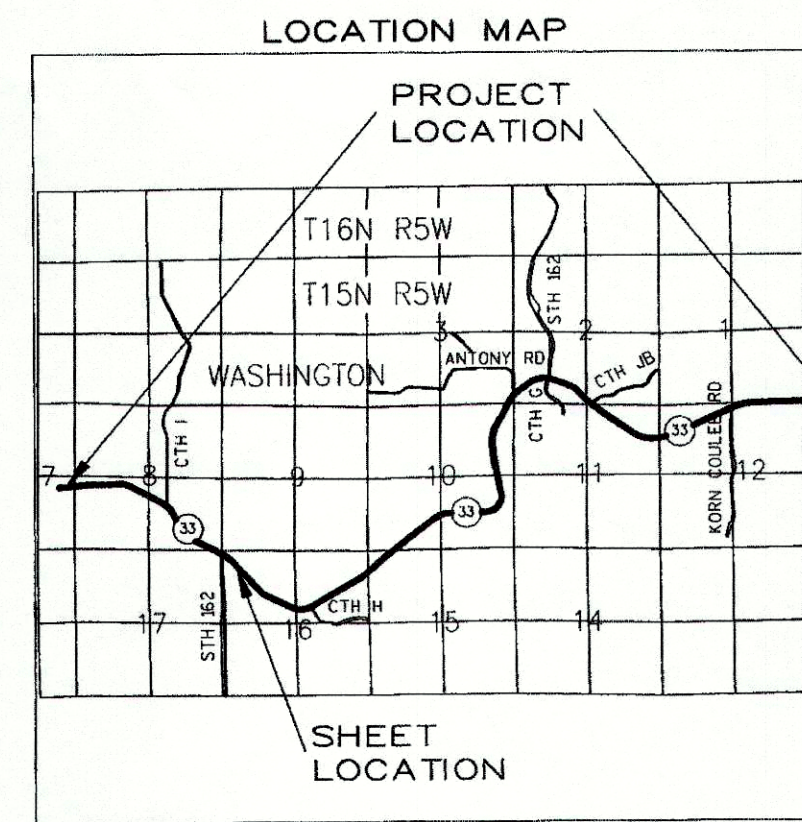 LOCATION MAP
PROJECT
LOCATION
T16N R5W
T15N R5W
STH 162
3
2
1
ANTONY RD
WASHINGTON
CTH JB
CTH I
CTH G
KORN COULEE RD
33
7
8
9
10
11
12
33
33
STH 162
CTH H
17
16
15
14
SHEET
LOCATION